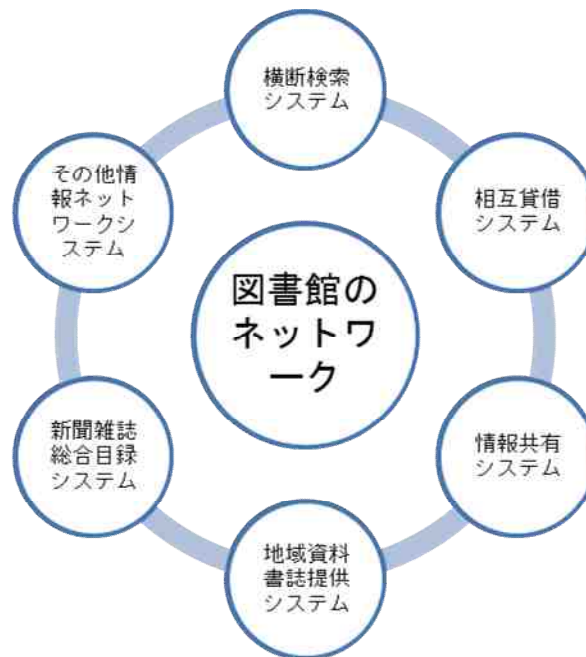 横断検索
システム
相互貸借
システム
情報共有
システム
地域資料
書誌提供
システム
新聞雑誌
総合目録
システム
その他情
報ネット
ワークシ
ステム
図書館の
ネットワ
ーク